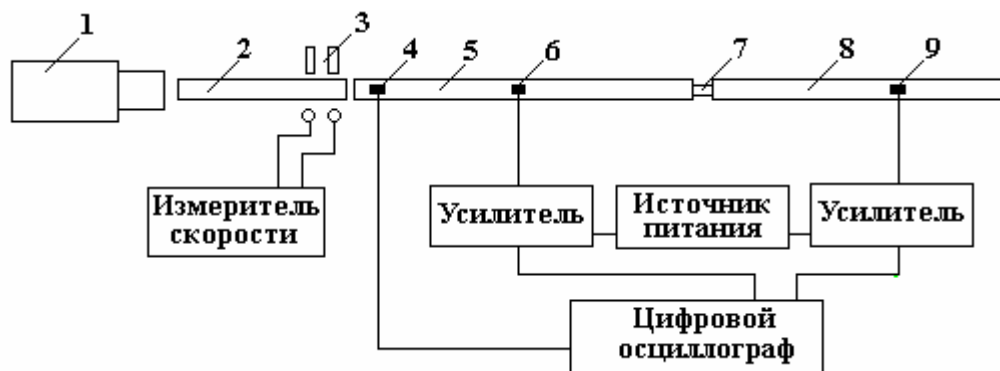 1
2
3
4
5
6
7
8
9
Измеритель
скорости
Усилитель
Источник
питания
Усилитель
Цифровой
осциллограф